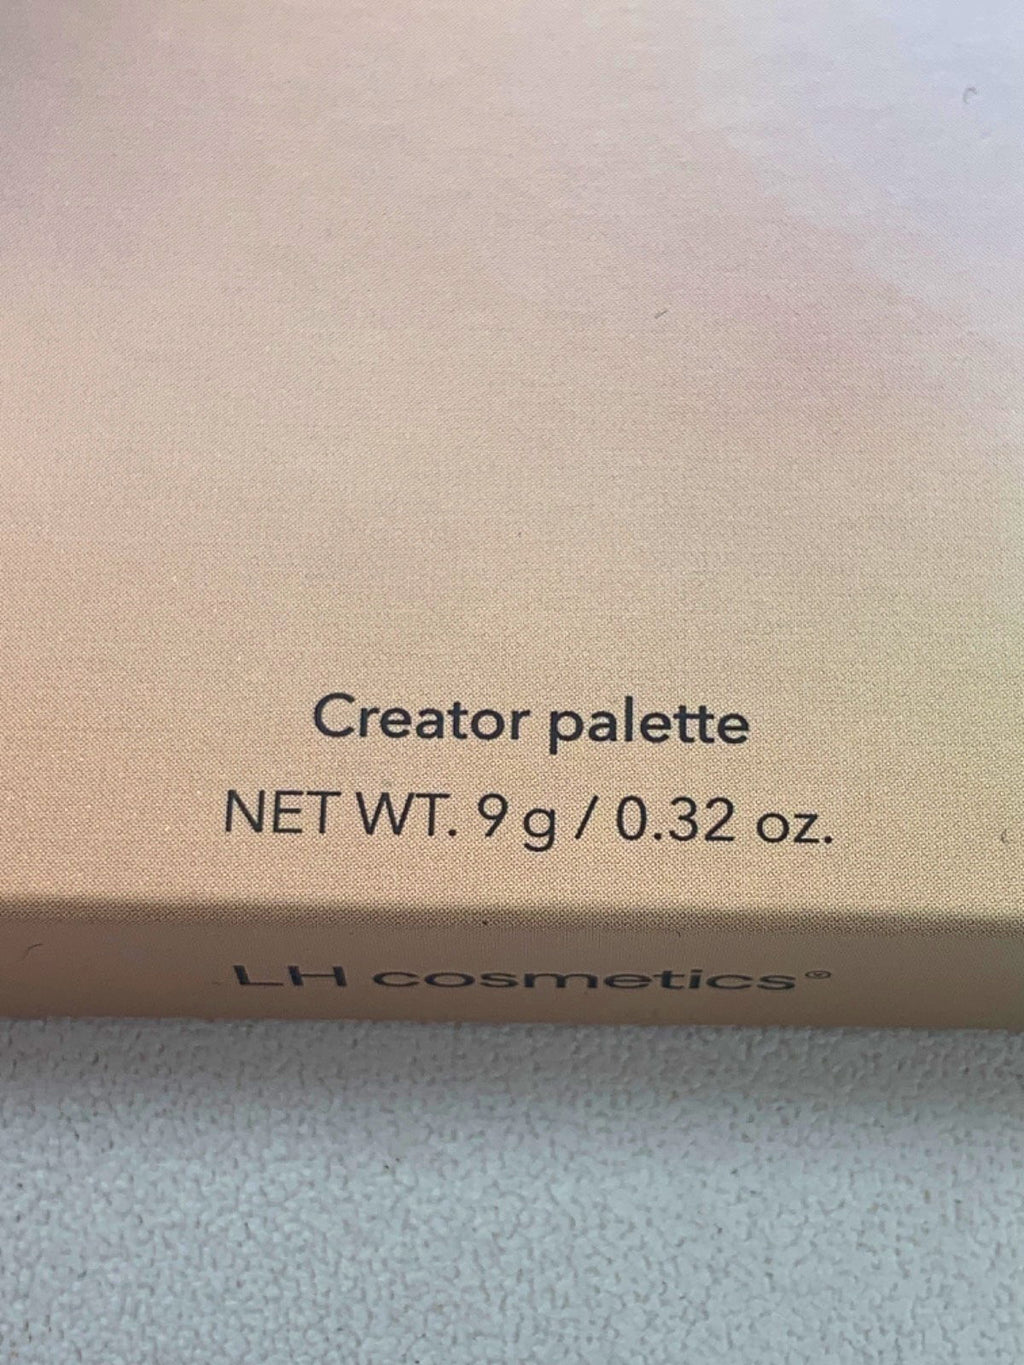 Creator palette
NET WT. 9 g / 0.32 oz.
LH cosmetics®